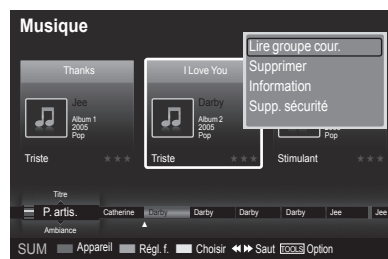 Musique
Lire groupe cour.
Supprimer
Information
Supp. sécurité
Thanks
I Love You
Jee
Album 1
2005
Pop
Darby
Album 2
2005
Pop
2005
Pop
Triste
Triste
Stimulant
Titre
P. artis. Catherine Darby Darby Darby Darby Jee Jee
Ambiance
SUM Appareil Régl. f. Choisir Saut TOOLS Option